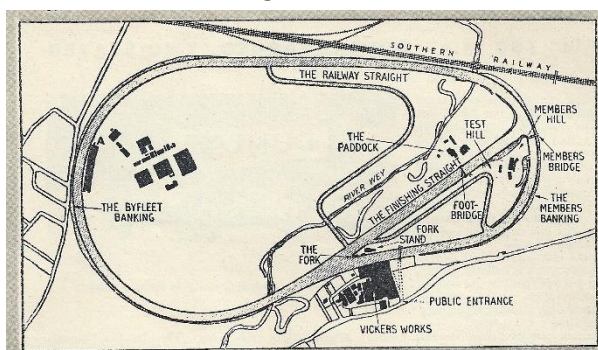 SOUTHERN RAILWAY
THE RAILWAY STRAIGHT
MEMBERS
HILL
TEST
HILL
THE
PADDOCK
MEMBERS
BRIDGE
RIVER WEY
THE FINISHING STRAIGHT
A
THE
MEMBERS
BANKING
THE BYFLEET
BANKING
FOOT-
BRIDGE
FORK
STAND
THE
FORK
PUBLIC ENTRANCE
VICKERS WORKS